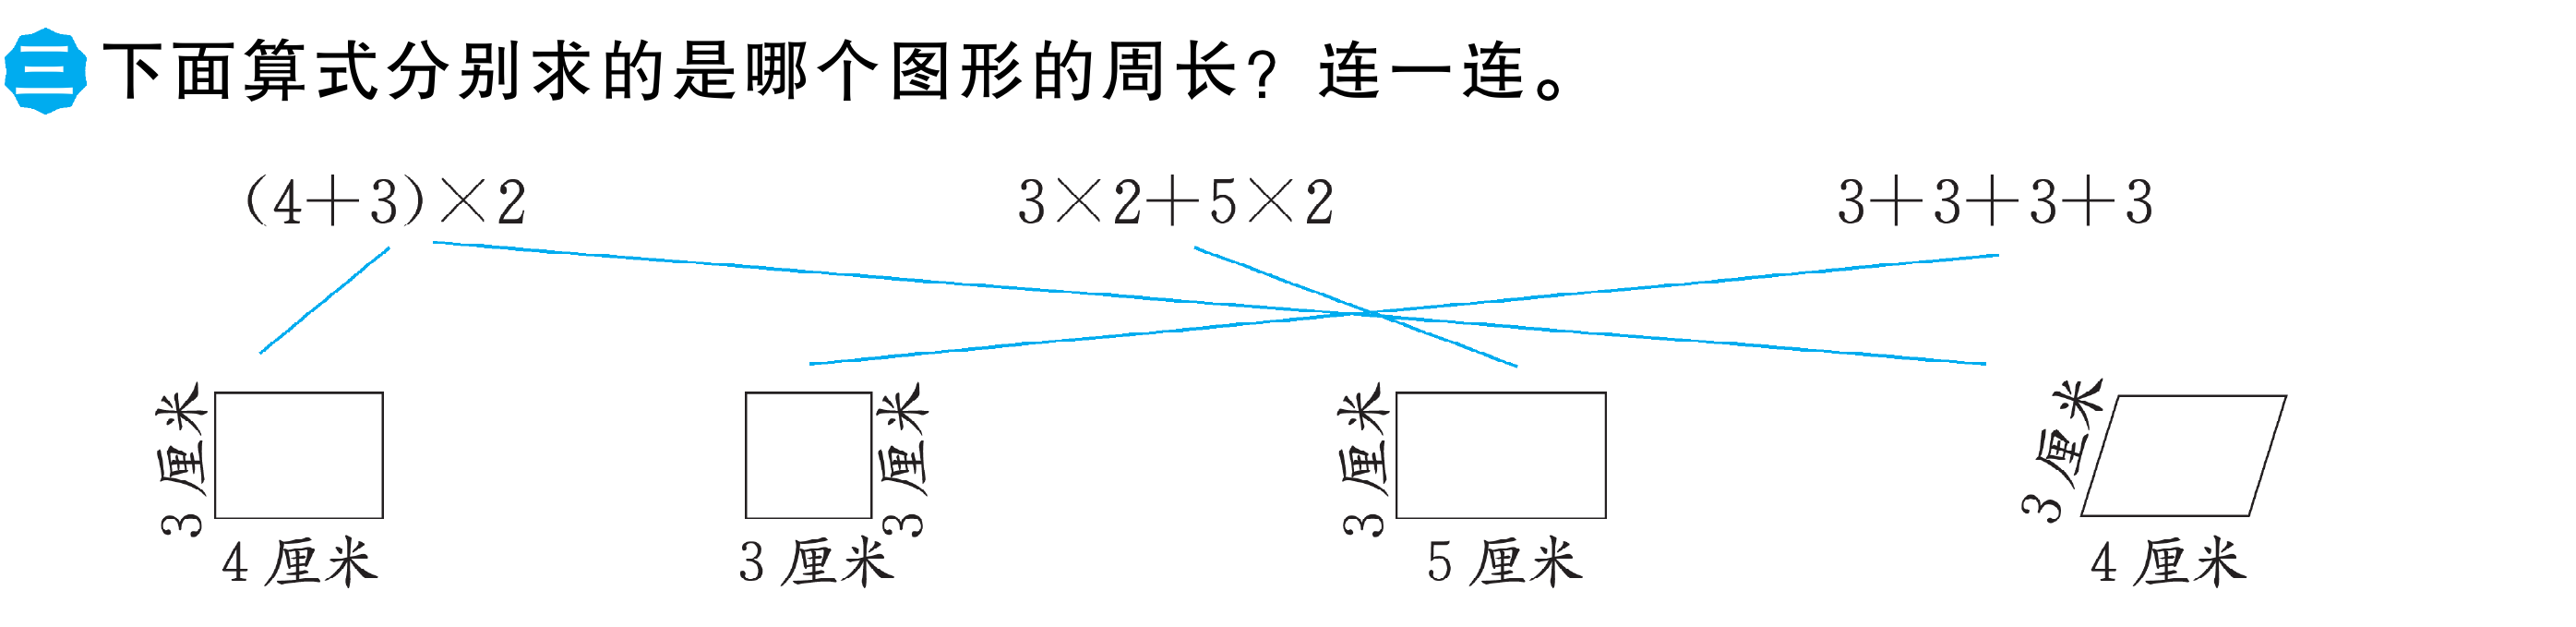 三 下面算式分别求的是哪个图形的周长？连一连。
(4+3)×2 3×2+5×2 3+3+3+3
3厘米 3厘米 3厘米 3厘米
4厘米 3厘米 5厘米 4厘米